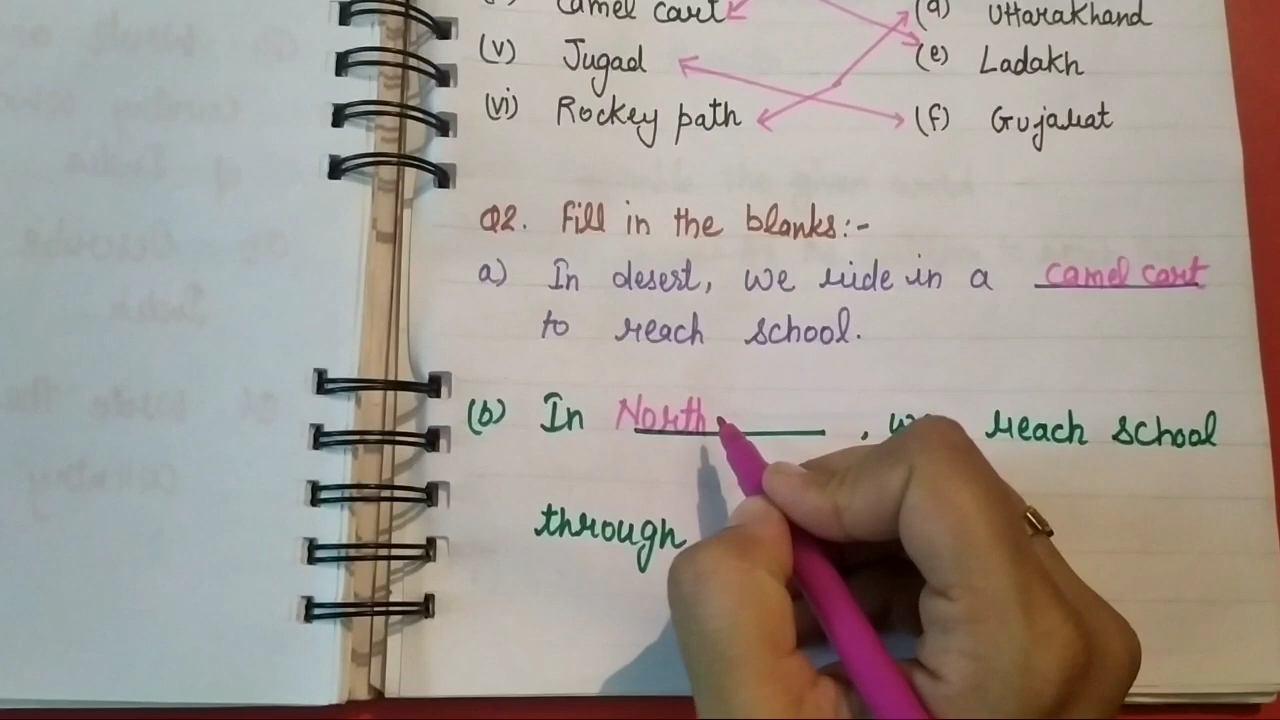 Camel cart (d) Uttarakhand
(v) Jugad (e) Ladakh
(vi) Rockey path (f) Gujarat
Q2. Fill in the blanks:-
a) In desert, we ride in a camel cart
to reach school.
(b) In North , we reach school
through